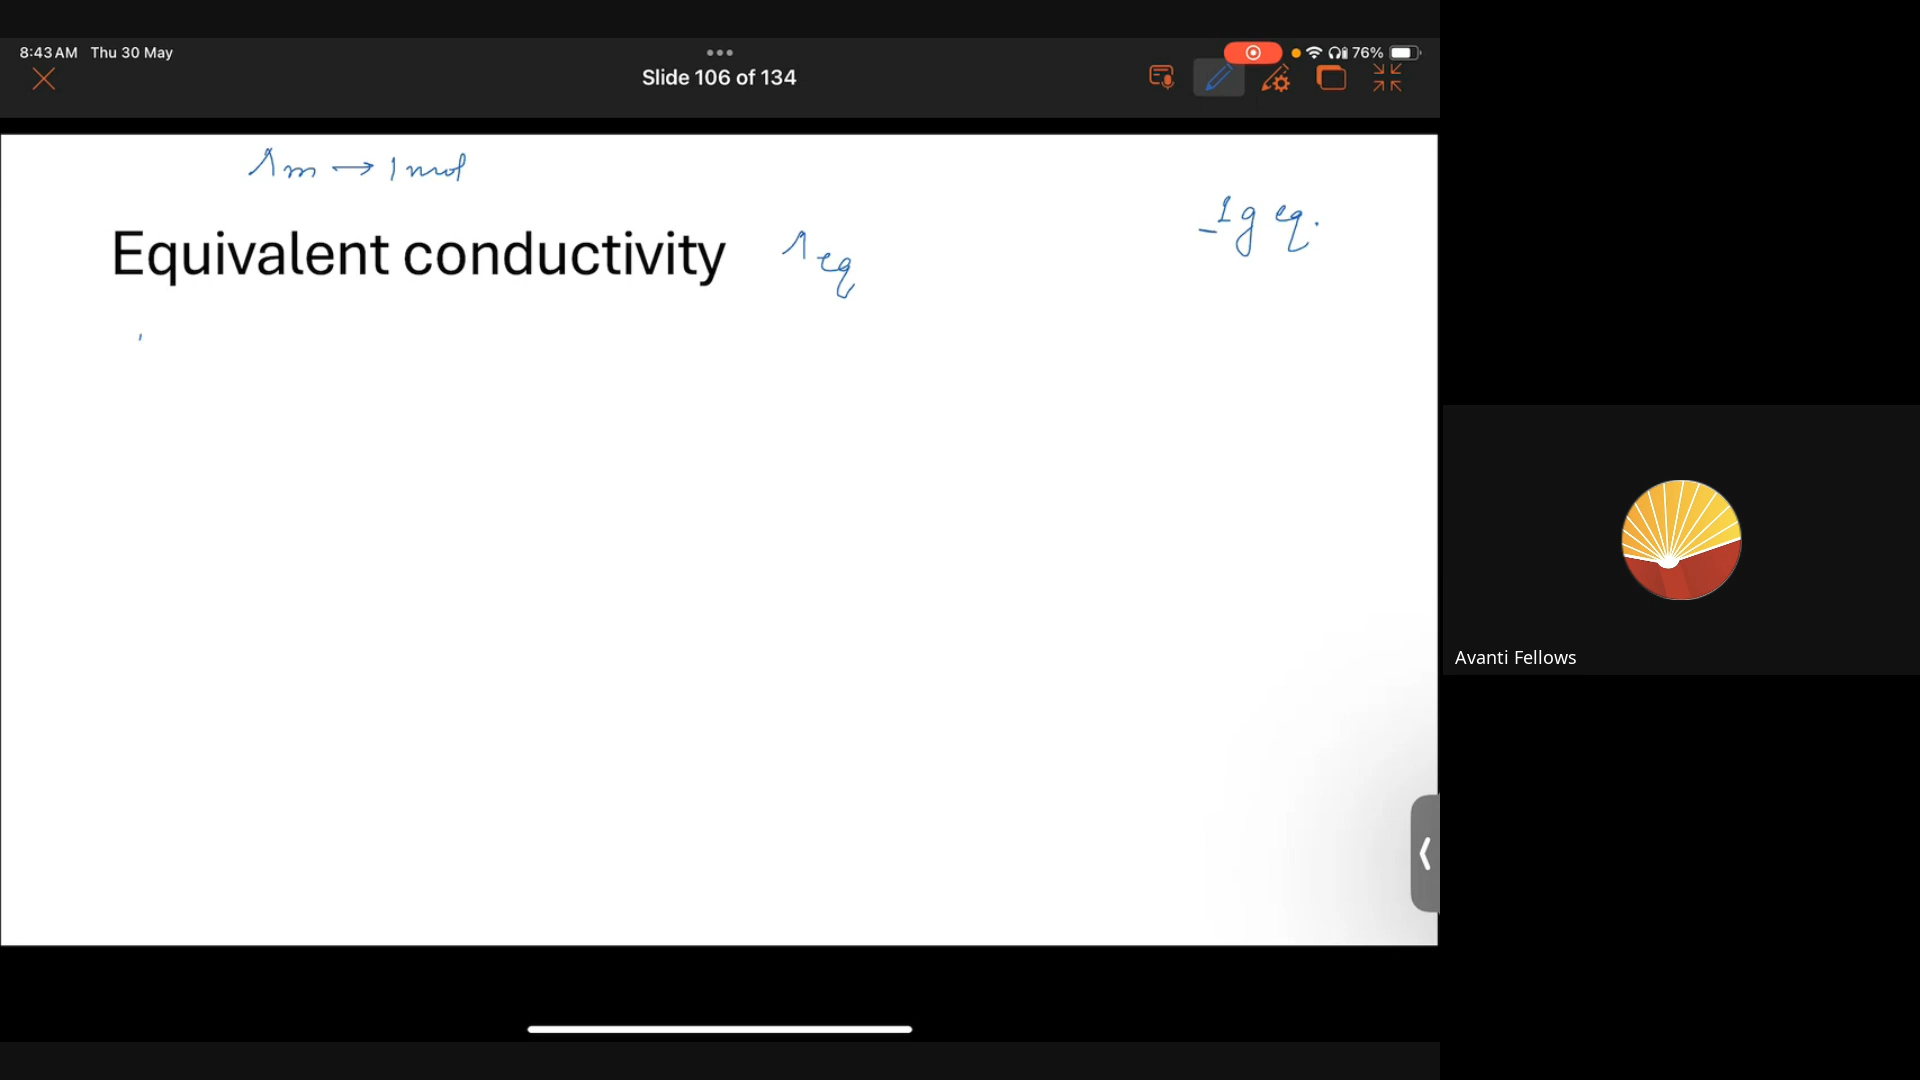 8:43 AM Thu 30 May
76%
Slide 106 of 134
Λm → 1 mol
1 g eq.
Equivalent conductivity Λeq
Avanti Fellows